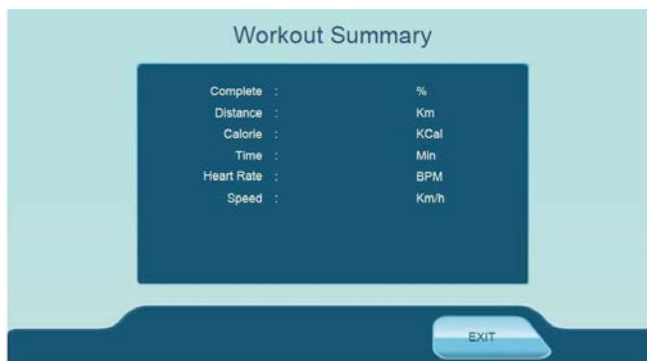 Workout Summary
Complete : %
Distance : Km
Calorie : KCal
Time : Min
Heart Rate : BPM
Speed : Km/h
EXIT